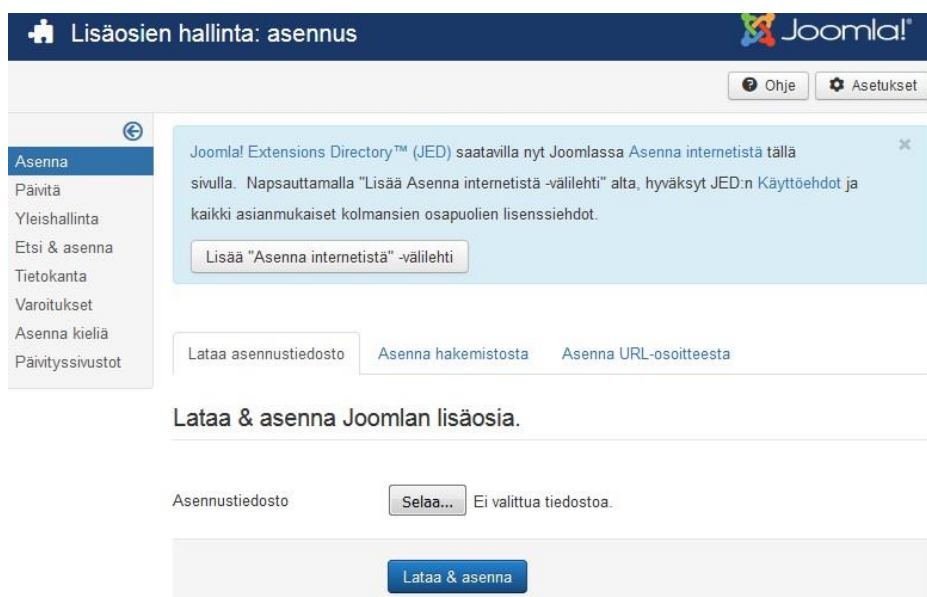 Lisäosien hallinta: asennus
Joomla!®
Ohje
Asetukset
Asenna
Päivitä
Yleishallinta
Etsi & asenna
Tietokanta
Varoitukset
Asenna kieliä
Päivityssivustot
Joomla! Extensions Directory™ (JED) saatavilla nyt Joomlassa Asenna internetistä tällä
sivulla. Napsauttamalla "Lisää Asenna internetistä -välilehti" alta, hyväksyt JED:n Käyttöehdot ja
kaikki asianmukaiset kolmansien osapuolien lisenssiehdot.
Lisää "Asenna internetistä" -välilehti
Lataa asennustiedosto
Asenna hakemistosta
Asenna URL-osoitteesta
Lataa & asenna Joomlan lisäosia.
Asennustiedosto
Selaa...
Ei valittua tiedostoa.
Lataa & asenna